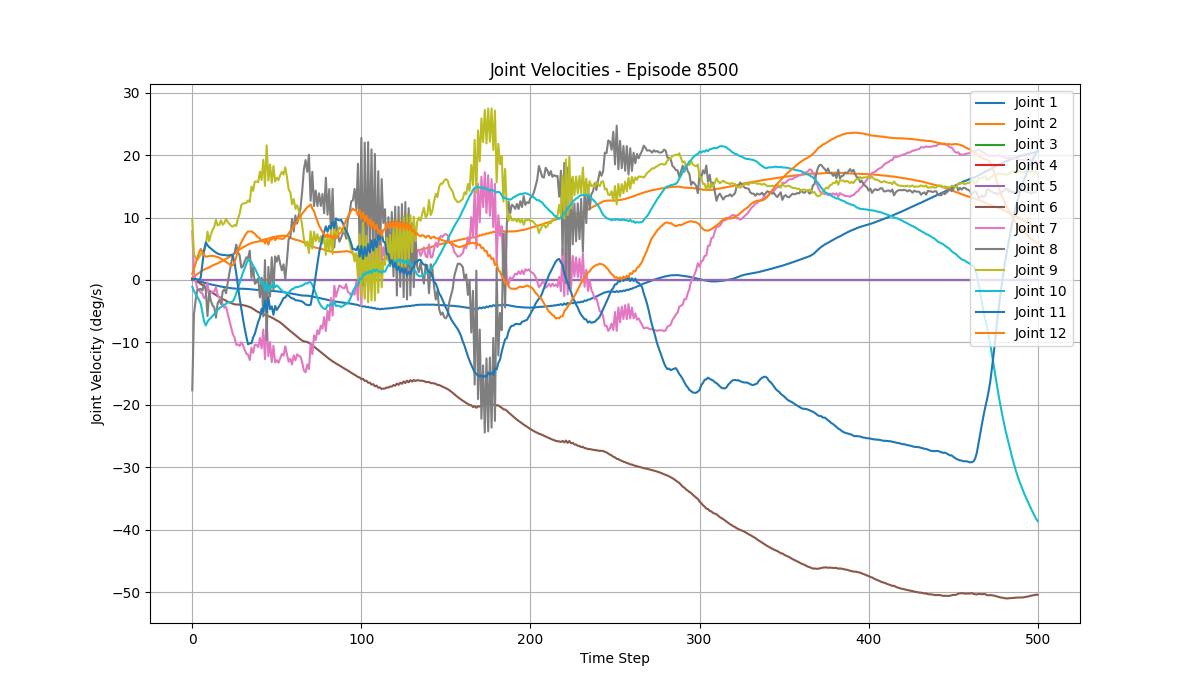 Joint Velocities - Episode 8500
Joint Velocity (deg/s)
30
20
10
0
−10
−20
−30
−40
−50
0
100
200
300
400
500
Time Step
Joint 1
Joint 2
Joint 3
Joint 4
Joint 5
Joint 6
Joint 7
Joint 8
Joint 9
Joint 10
Joint 11
Joint 12